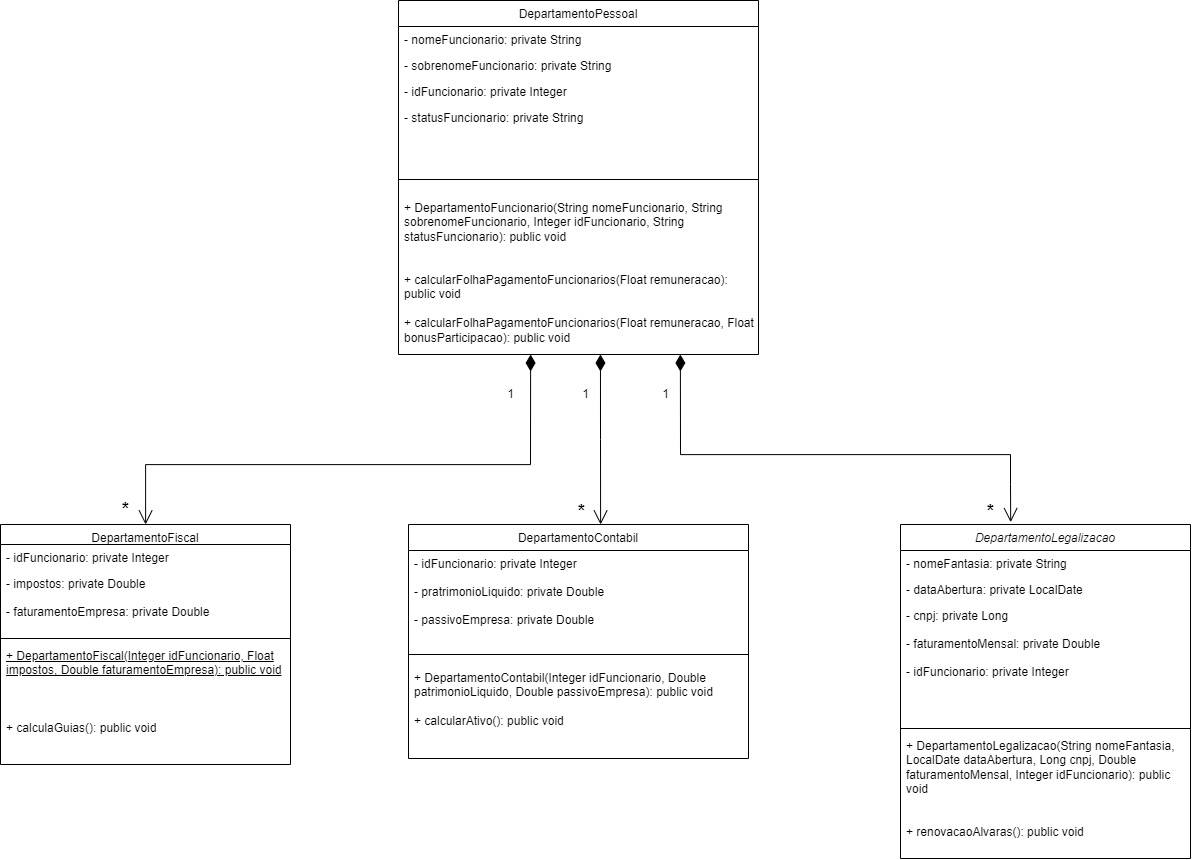 DepartamentoPessoal
- nomeFuncionario: private String
- sobrenomeFuncionario: private String
- idFuncionario: private Integer
- statusFuncionario: private String
+ DepartamentoFuncionario(String nomeFuncionario, String
sobrenomeFuncionario, Integer idFuncionario, String
statusFuncionario): public void
+ calcularFolhaPagamentoFuncionarios(Float remuneracao):
public void
+ calcularFolhaPagamentoFuncionarios(Float remuneracao, Float
bonusParticipacao): public void
1
1
1
*
*
*
DepartamentoFiscal
- idFuncionario: private Integer
- impostos: private Double
- faturamentoEmpresa: private Double
+ DepartamentoFiscal(Integer idFuncionario, Float
impostos, Double faturamentoEmpresa): public void
+ calculaGuias(): public void
DepartamentoContabil
- idFuncionario: private Integer
- pratrimonioLiquido: private Double
- passivoEmpresa: private Double
+ DepartamentoContabil(Integer idFuncionario, Double
patrimonioLiquido, Double passivoEmpresa): public void
+ calcularAtivo(): public void
DepartamentoLegalizacao
- nomeFantasia: private String
- dataAbertura: private LocalDate
- cnpj: private Long
- faturamentoMensal: private Double
- idFuncionario: private Integer
+ DepartamentoLegalizacao(String nomeFantasia,
LocalDate dataAbertura, Long cnpj, Double
faturamentoMensal, Integer idFuncionario): public
void
+ renovacaoAlvaras(): public void